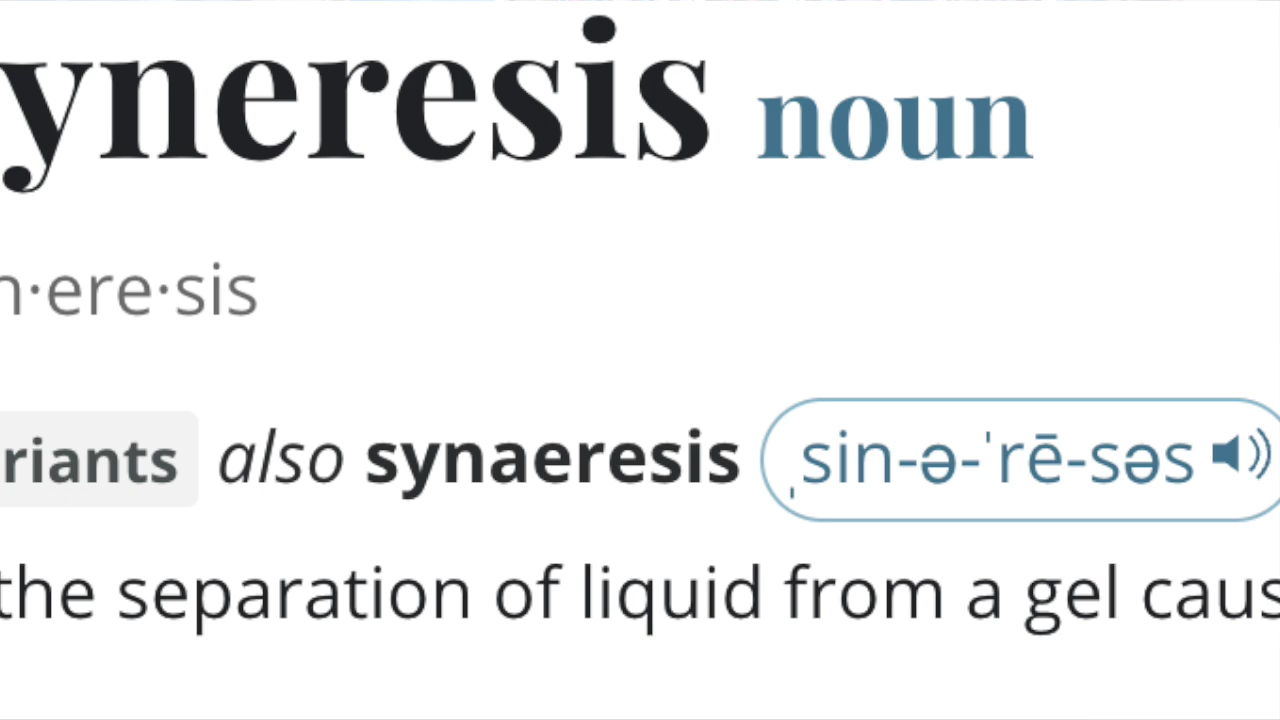 yneresis noun
n·ere·sis
riants also synaeresis ˌsin-ə-ˈrē-səs
the separation of liquid from a gel caus